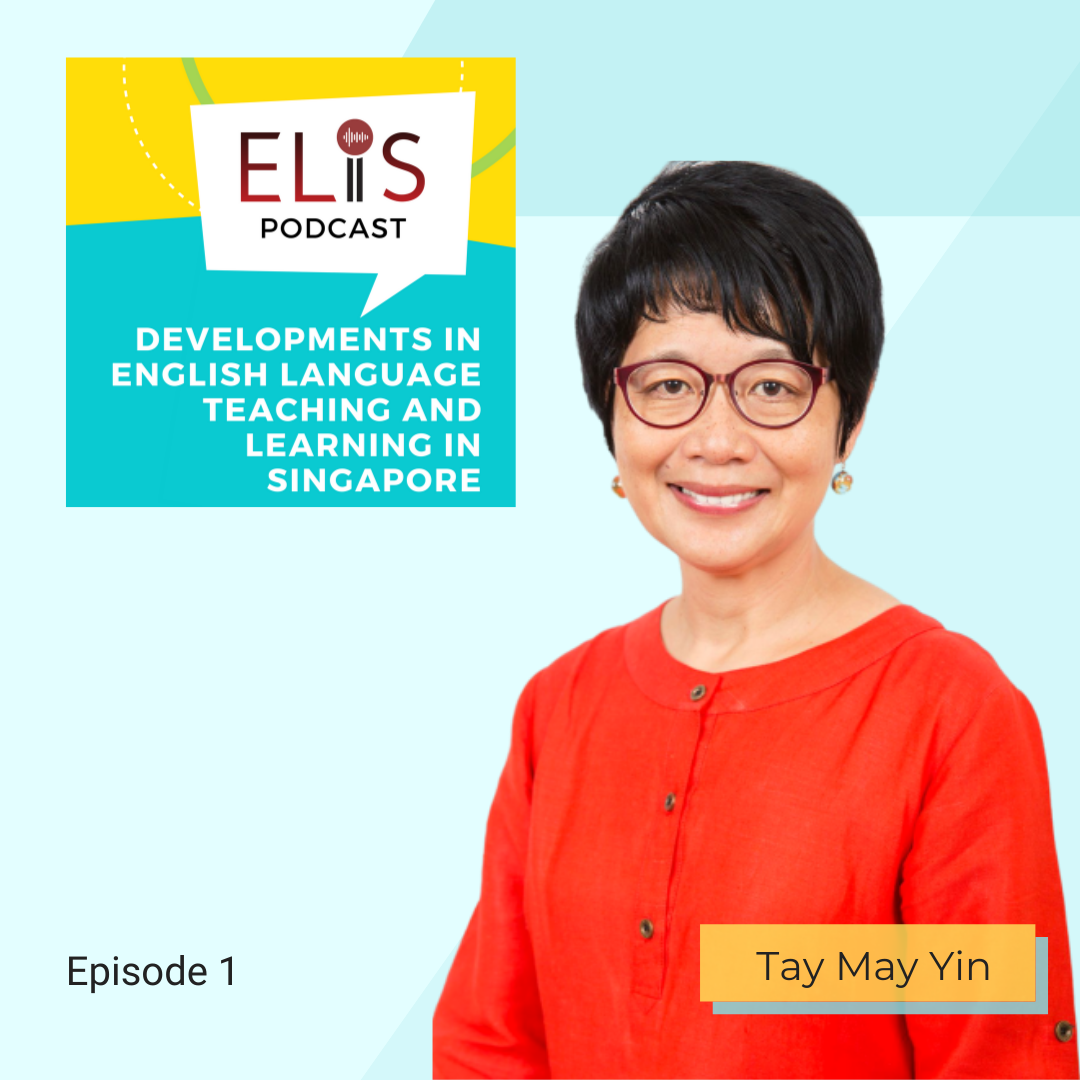 ELiS
PODCAST
DEVELOPMENTS IN
ENGLISH LANGUAGE
TEACHING AND
LEARNING IN
SINGAPORE
Episode 1
Tay May Yin